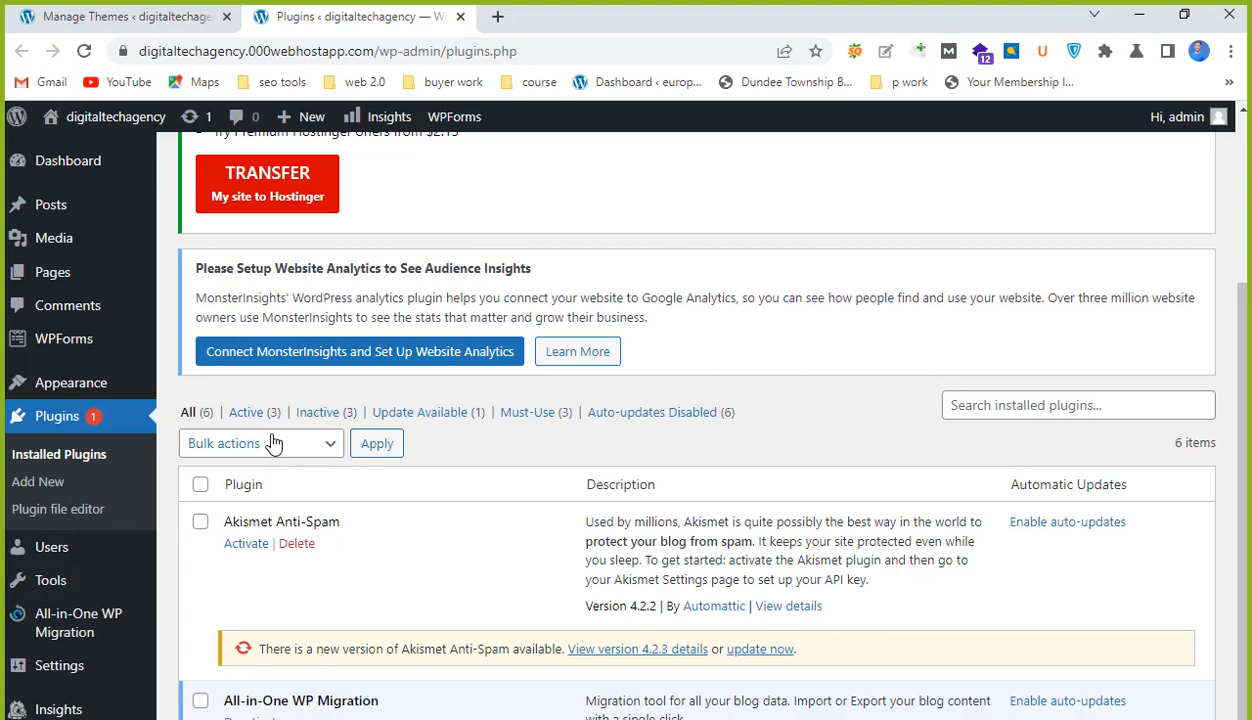 Manage Themes ‹ digitaltechage
Plugins ‹ digitaltechagency — Wo
digitaltechagency.000webhostapp.com/wp-admin/plugins.php
12
Gmail
YouTube
Maps
seo tools
web 2.0
buyer work
course
Dashboard ‹ europ...
Dundee Township B...
p work
Your Membership I...
»
digitaltechagency
1
0
New
Insights
WPForms
Hi, admin
Dashboard
Posts
Media
Pages
Comments
WPForms
Appearance
Plugins 1
Installed Plugins
Add New
Plugin file editor
Users
Tools
All-in-One WP
Migration
Settings
Insights
Try Premium Hostinger offers from $2.15
TRANSFER
My site to Hostinger
Please Setup Website Analytics to See Audience Insights
MonsterInsights' WordPress analytics plugin helps you connect your website to Google Analytics, so you can see how people find and use your website. Over three million website
owners use MonsterInsights to see the stats that matter and grow their business.
Connect MonsterInsights and Set Up Website Analytics
Learn More
All (6) | Active (3) | Inactive (3) | Update Available (1) | Must-Use (3) | Auto-updates Disabled (6)
Search installed plugins...
Bulk actions
Apply
6 items
Plugin
Description
Automatic Updates
Akismet Anti-Spam
Activate | Delete
Used by millions, Akismet is quite possibly the best way in the world to
protect your blog from spam. It keeps your site protected even while
you sleep. To get started: activate the Akismet plugin and then go to
your Akismet Settings page to set up your API key.
Version 4.2.2 | By Automattic | View details
Enable auto-updates
There is a new version of Akismet Anti-Spam available. View version 4.2.3 details or update now.
All-in-One WP Migration
Migration tool for all your blog data. Import or Export your blog content
with a single click.
Enable auto-updates